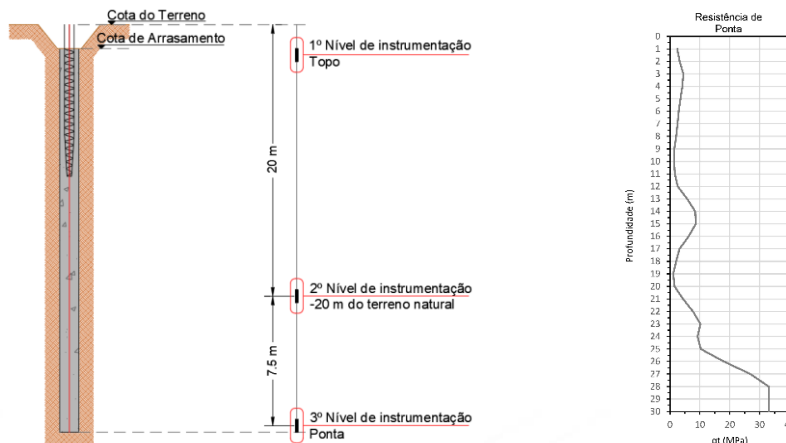 Cota do Terreno
Cota de Arrasamento
1º Nível de instrumentação
Topo
20 m
2º Nível de instrumentação
-20 m do terreno natural
7.5 m
3º Nível de instrumentação
Ponta
Resistência de
Ponta
Profundidade (m)
0
1
2
3
4
5
6
7
8
9
10
11
12
13
14
15
16
17
18
19
20
21
22
23
24
25
26
27
28
29
30
0 10 20 30
qt (MPa)